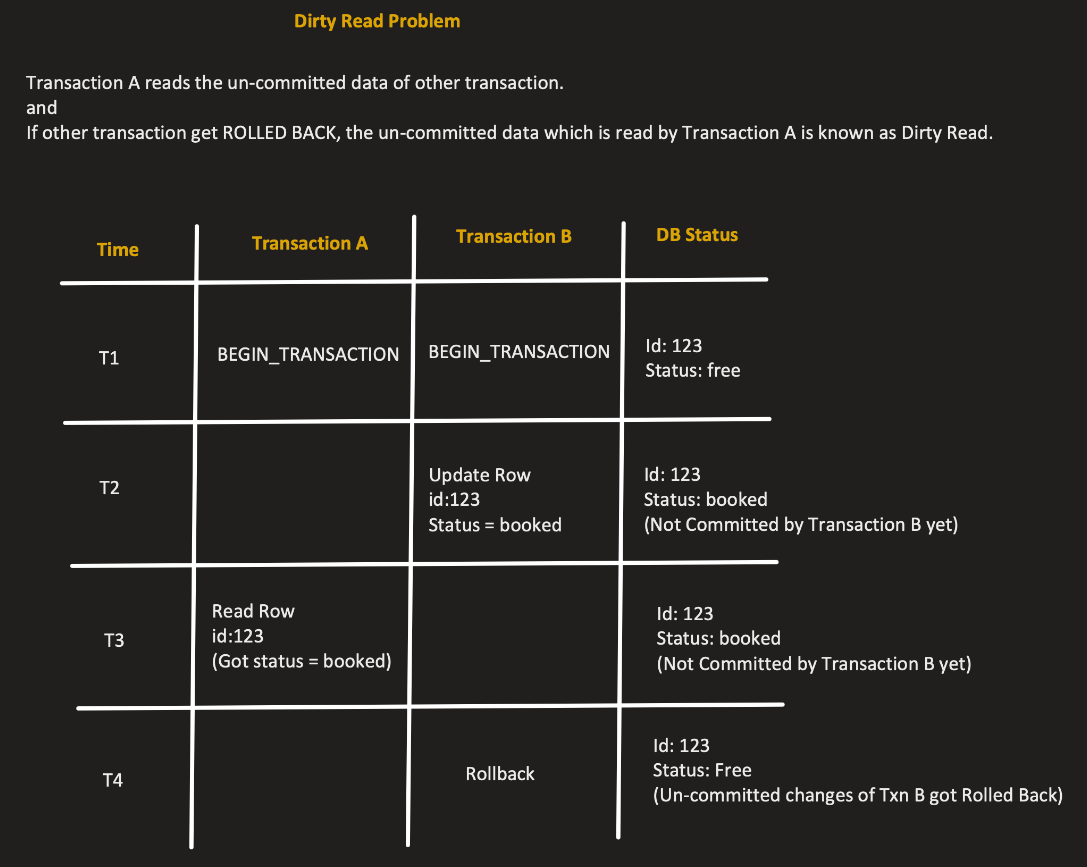 Dirty Read Problem
Transaction A reads the un-committed data of other transaction.
and
If other transaction get ROLLED BACK, the un-committed data which is read by Transaction A is known as Dirty Read.
Time
Transaction A
Transaction B
DB Status
T1
BEGIN_TRANSACTION
BEGIN_TRANSACTION
Id: 123
Status: free
T2
Update Row
id:123
Status = booked
Id: 123
Status: booked
(Not Committed by Transaction B yet)
T3
Read Row
id:123
(Got status = booked)
Id: 123
Status: booked
(Not Committed by Transaction B yet)
T4
Rollback
Id: 123
Status: Free
(Un-committed changes of Txn B got Rolled Back)